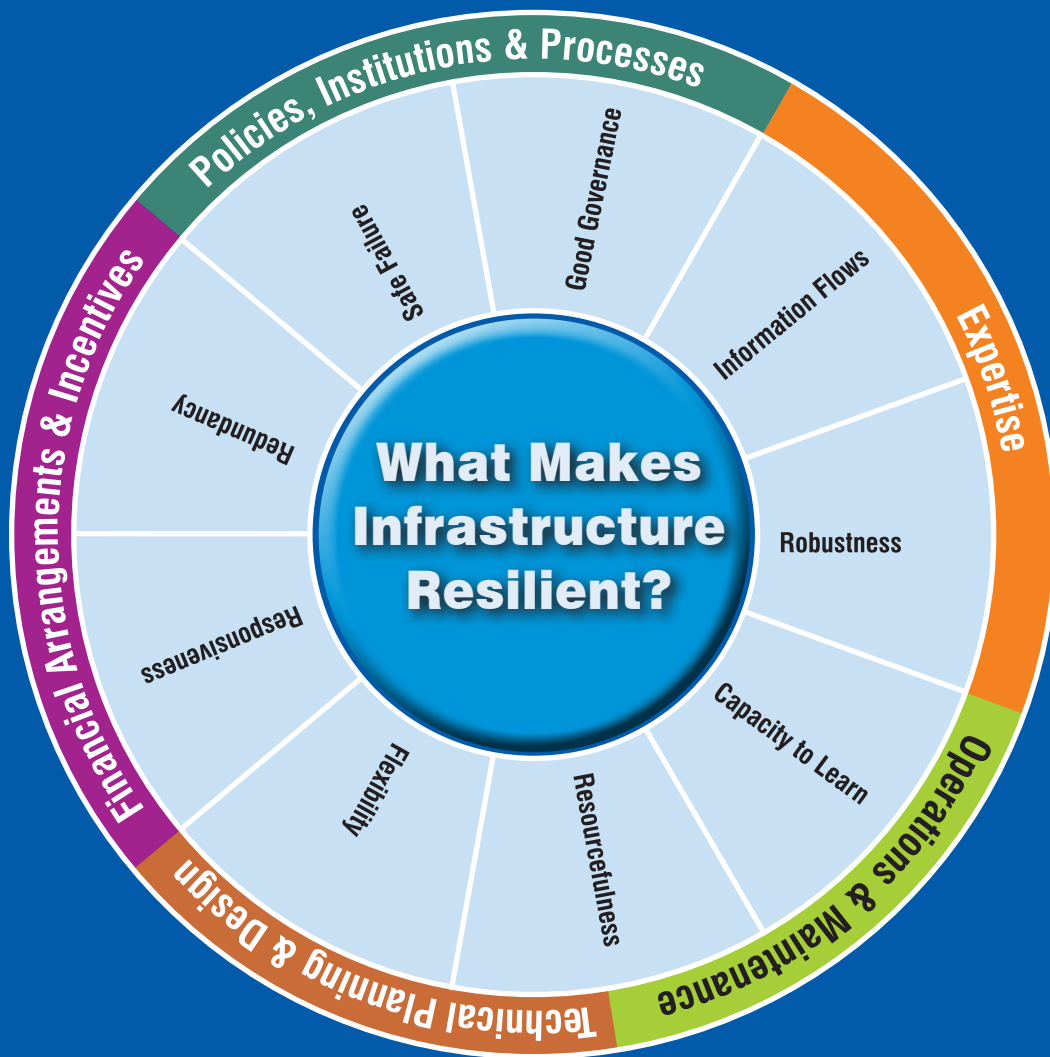 Policies, Institutions & Processes
Expertise
Operations & Maintenance
Technical Planning & Design
Financial Arrangements & Incentives
Good Governance
Information Flows
Robustness
Capacity to Learn
Resourcefulness
Flexibility
Responsiveness
Redundancy
Safe Failure
What Makes
Infrastructure
Resilient?